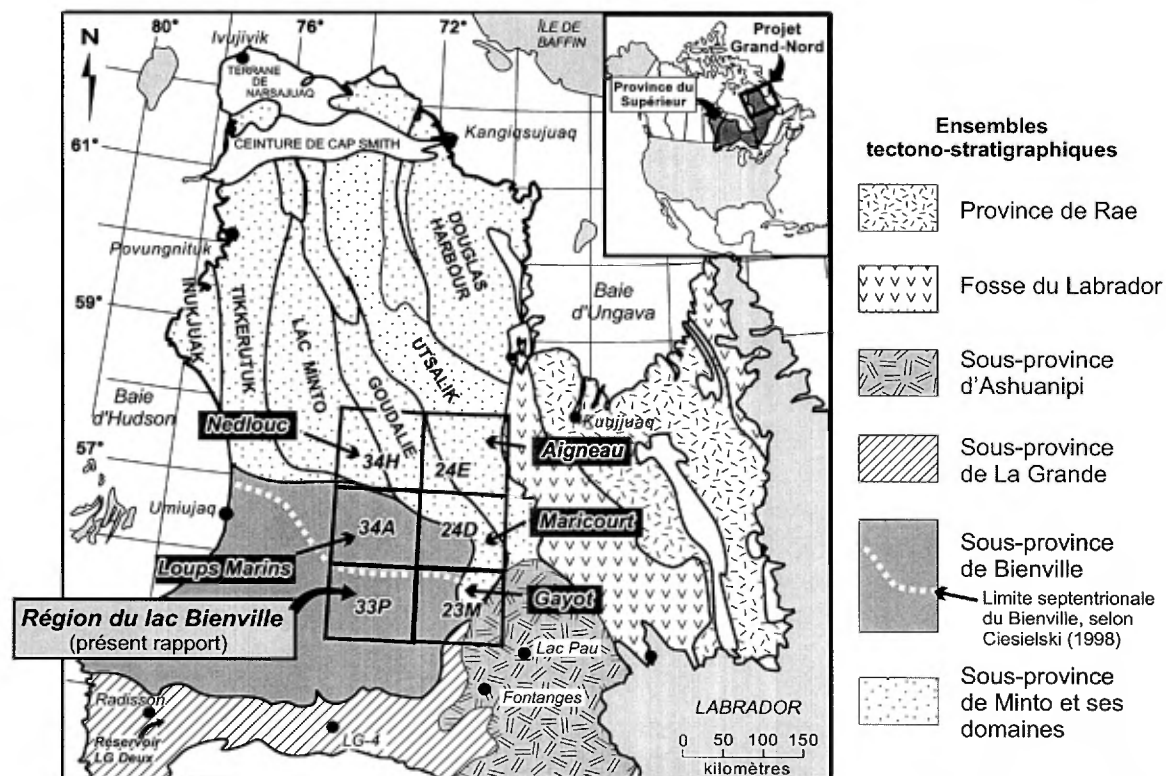 80°
76°
72°
N
Ivujivik
TERRANE
DE
NARSAJUAQ
ÎLE DE
BAFFIN
Projet
Grand-Nord
Province du
Supérieur
61°
CEINTURE DE CAP SMITH
Kangiqsujuaq
Povungnituk
59°
INUKJUAK
TIKKERUTUK
LAC MINTO
GOUDALIE
UTSALIK
DOUGLAS
HARBOUR
Baie
d'Ungava
Baie
d'Hudson
57°
Nedlouc
34H
24E
Aigneau
Kuujjuaq
Umiujaq
34A
24D
Maricourt
Loups Marins
33P
23M
Gayot
Région du lac Bienville
(présent rapport)
Lac Pau
Fontanges
Radisson
Réservoir
LG Deux
LG-4
LABRADOR
0 50 100 150
kilomètres
Ensembles
tectono-stratigraphiques
Province de Rae
Fosse du Labrador
Sous-province
d'Ashuanipi
Sous-province
de La Grande
Sous-province
de Bienville
Limite septentrionale
du Bienville, selon
Ciesielski (1998)
Sous-province
de Minto et ses
domaines